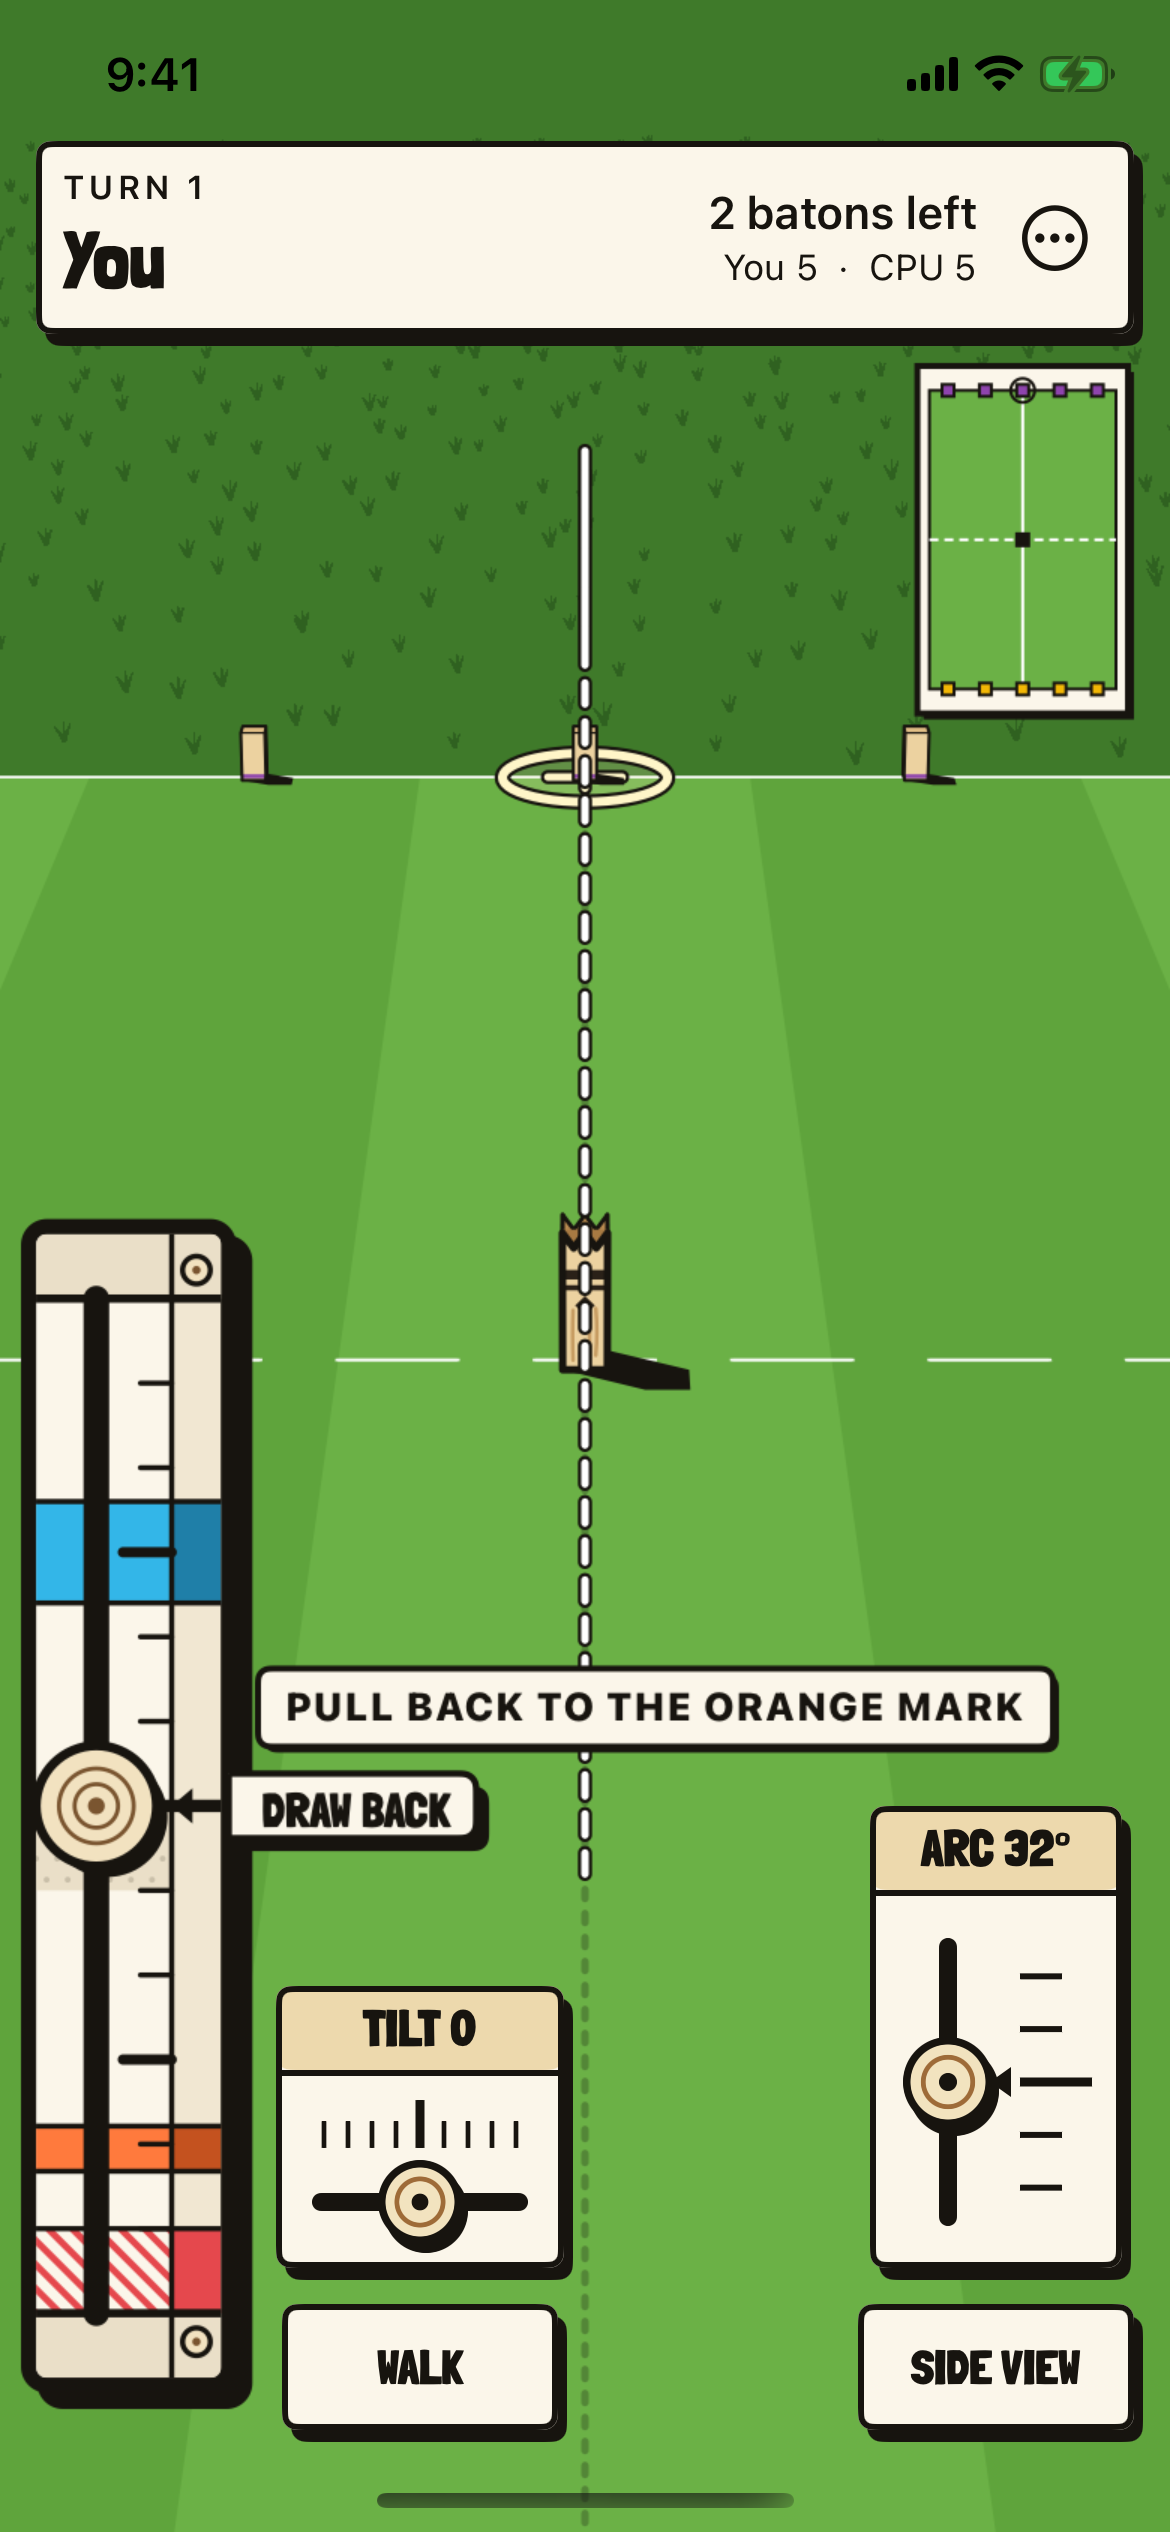 9:41
TURN 1
You
2 batons left
You 5 · CPU 5
PULL BACK TO THE ORANGE MARK
DRAW BACK
ARC 32°
TILT 0
WALK
SIDE VIEW